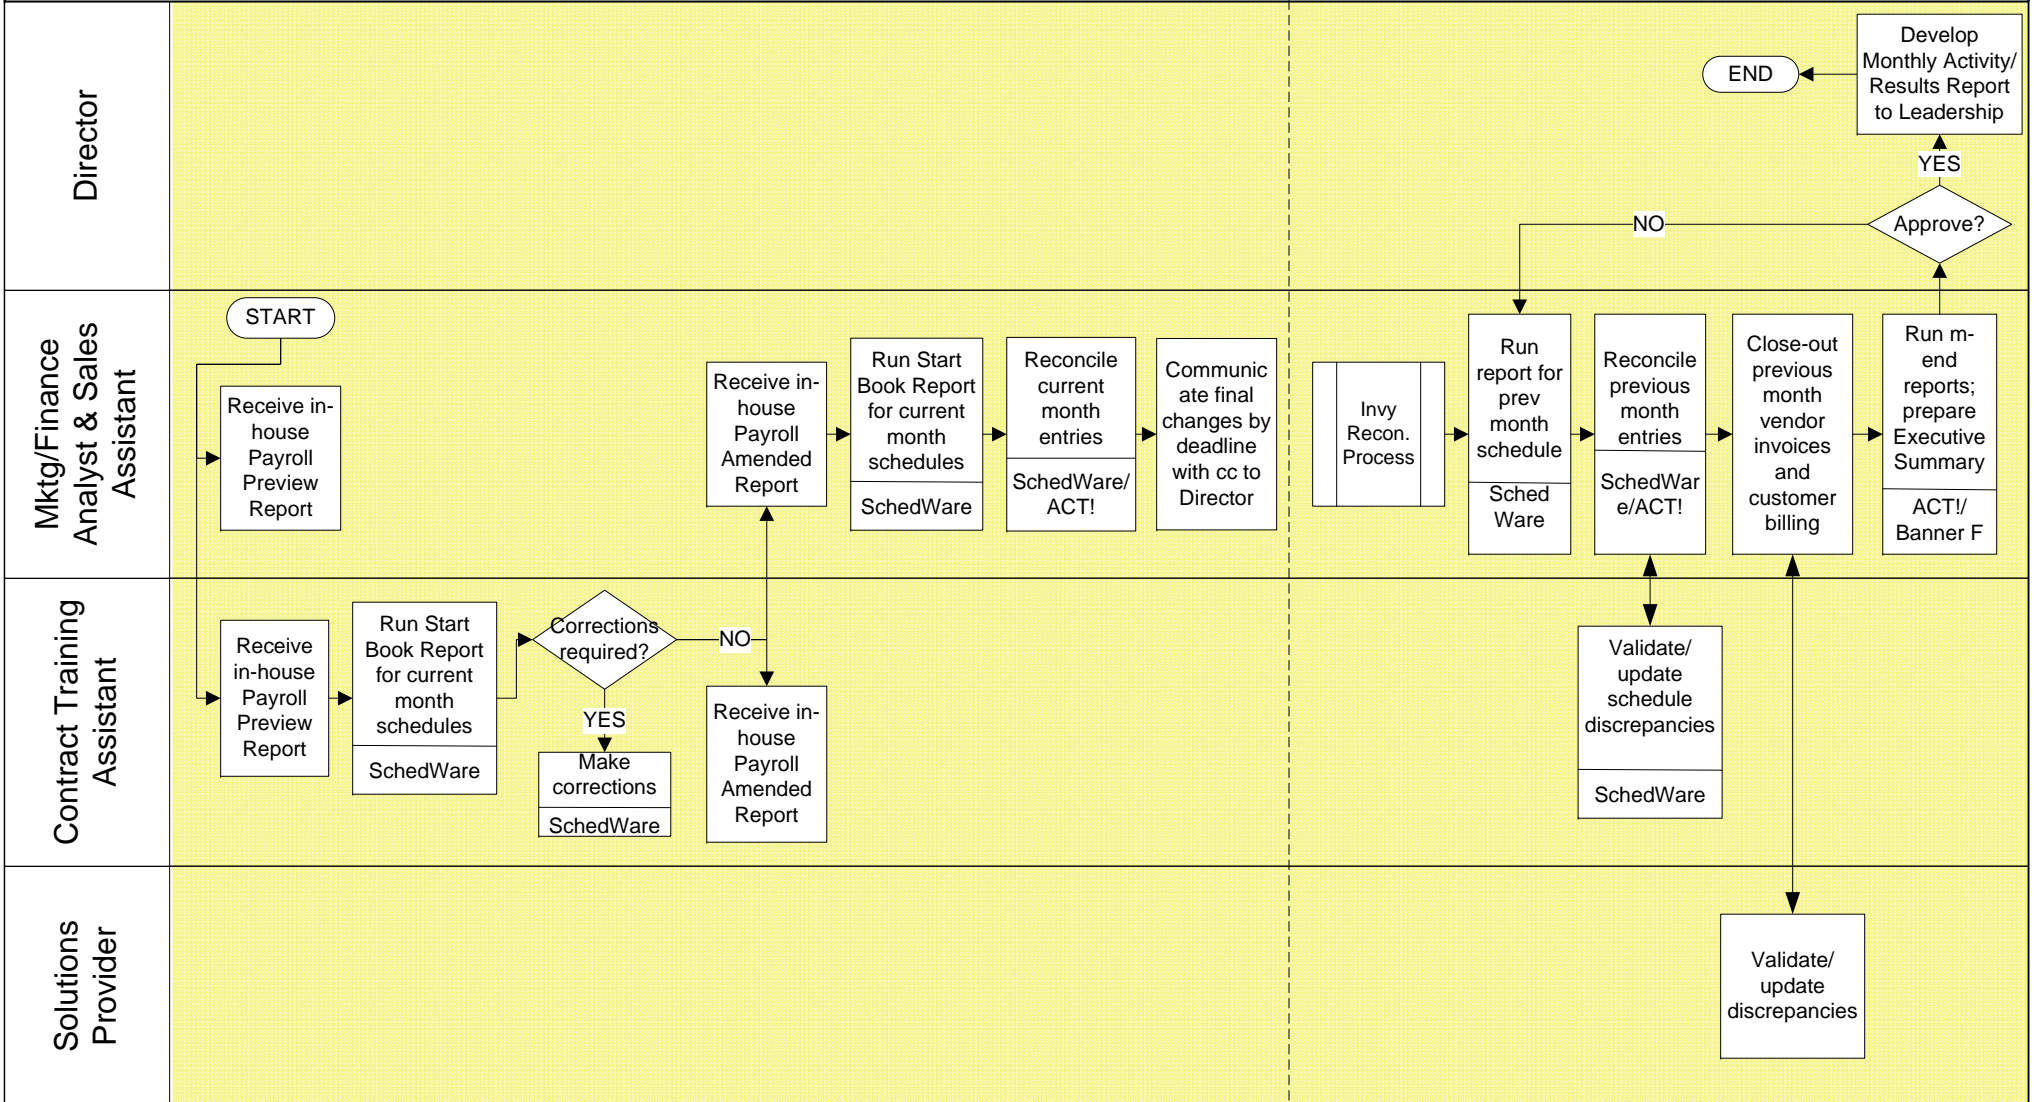 Director
Develop
Monthly Activity/
Results Report
to Leadership
END
YES
Approve?
NO
Mktg/Finance
Analyst & Sales
Assistant
START
Receive in-
house
Payroll
Preview
Report
Receive in-
house
Payroll
Amended
Report
Run Start
Book Report
for current
month
schedules
SchedWare
Reconcile
current
month
entries
SchedWare/
ACT!
Communic
ate final
changes by
deadline
with cc to
Director
Invy
Recon.
Process
Run
report for
prev
month
schedule
Sched
Ware
Reconcile
previous
month
entries
SchedWar
e/ACT!
Close-out
previous
month
vendor
invoices
and
customer
billing
Run m-
end
reports;
prepare
Executive
Summary
ACT!/
Banner F
Contract Training
Assistant
Receive
in-house
Payroll
Preview
Report
Run Start
Book Report
for current
month
schedules
SchedWare
Corrections
required?
NO
YES
Make
corrections
SchedWare
Receive in-
house
Payroll
Amended
Report
Validate/
update
schedule
discrepancies
SchedWare
Solutions
Provider
Validate/
update
discrepancies